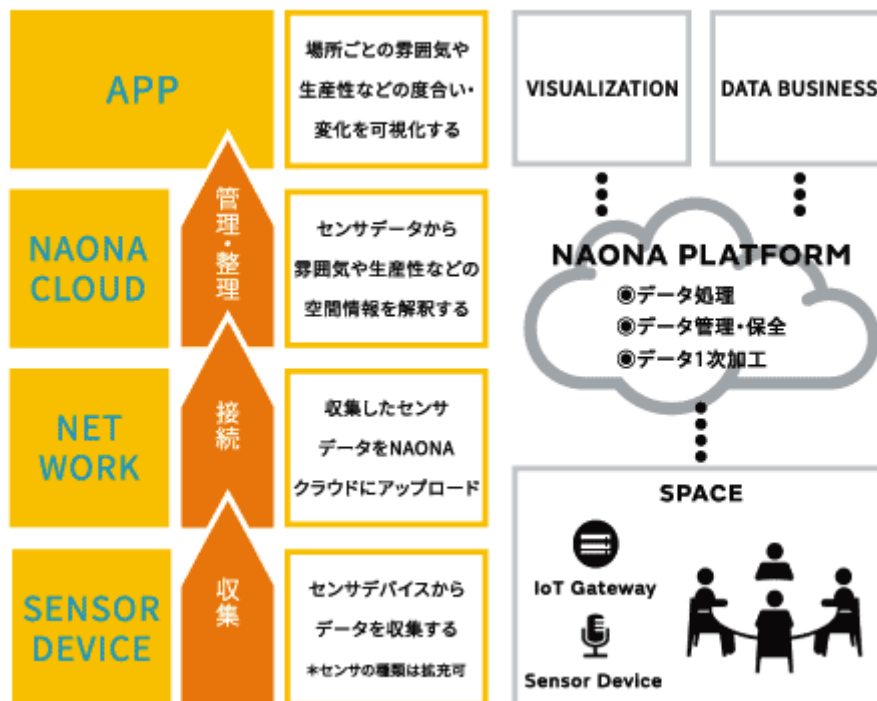 APP
場所ごとの雰囲気や
生産性などの度合い・
変化を可視化する
管理・整理
NAONA
CLOUD
センサデータから
雰囲気や生産性などの
空間情報を解釈する
接続
NET
WORK
収集したセンサ
データをNAONA
クラウドにアップロード
収集
SENSOR
DEVICE
センサデバイスから
データを収集する
*センサの種類は拡充可
VISUALIZATION
DATA BUSINESS
NAONA PLATFORM
◉データ処理
◉データ管理・保全
◉データ1次加工
SPACE
IoT Gateway
Sensor Device